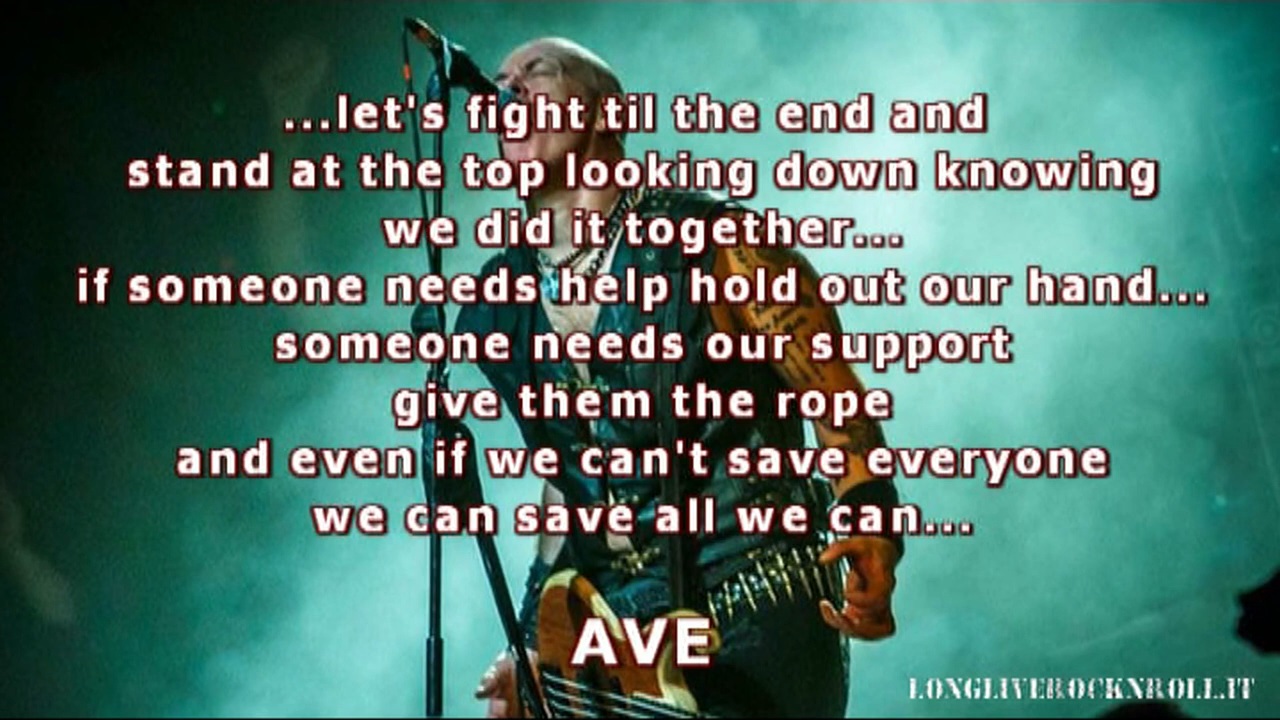 ...let's fight til the end and
stand at the top looking down knowing
we did it together...
if someone needs help hold out our hand...
someone needs our support
give them the rope
and even if we can't save everyone
we can save all we can...
AVE
LONGLIVEROCKNROLL.IT